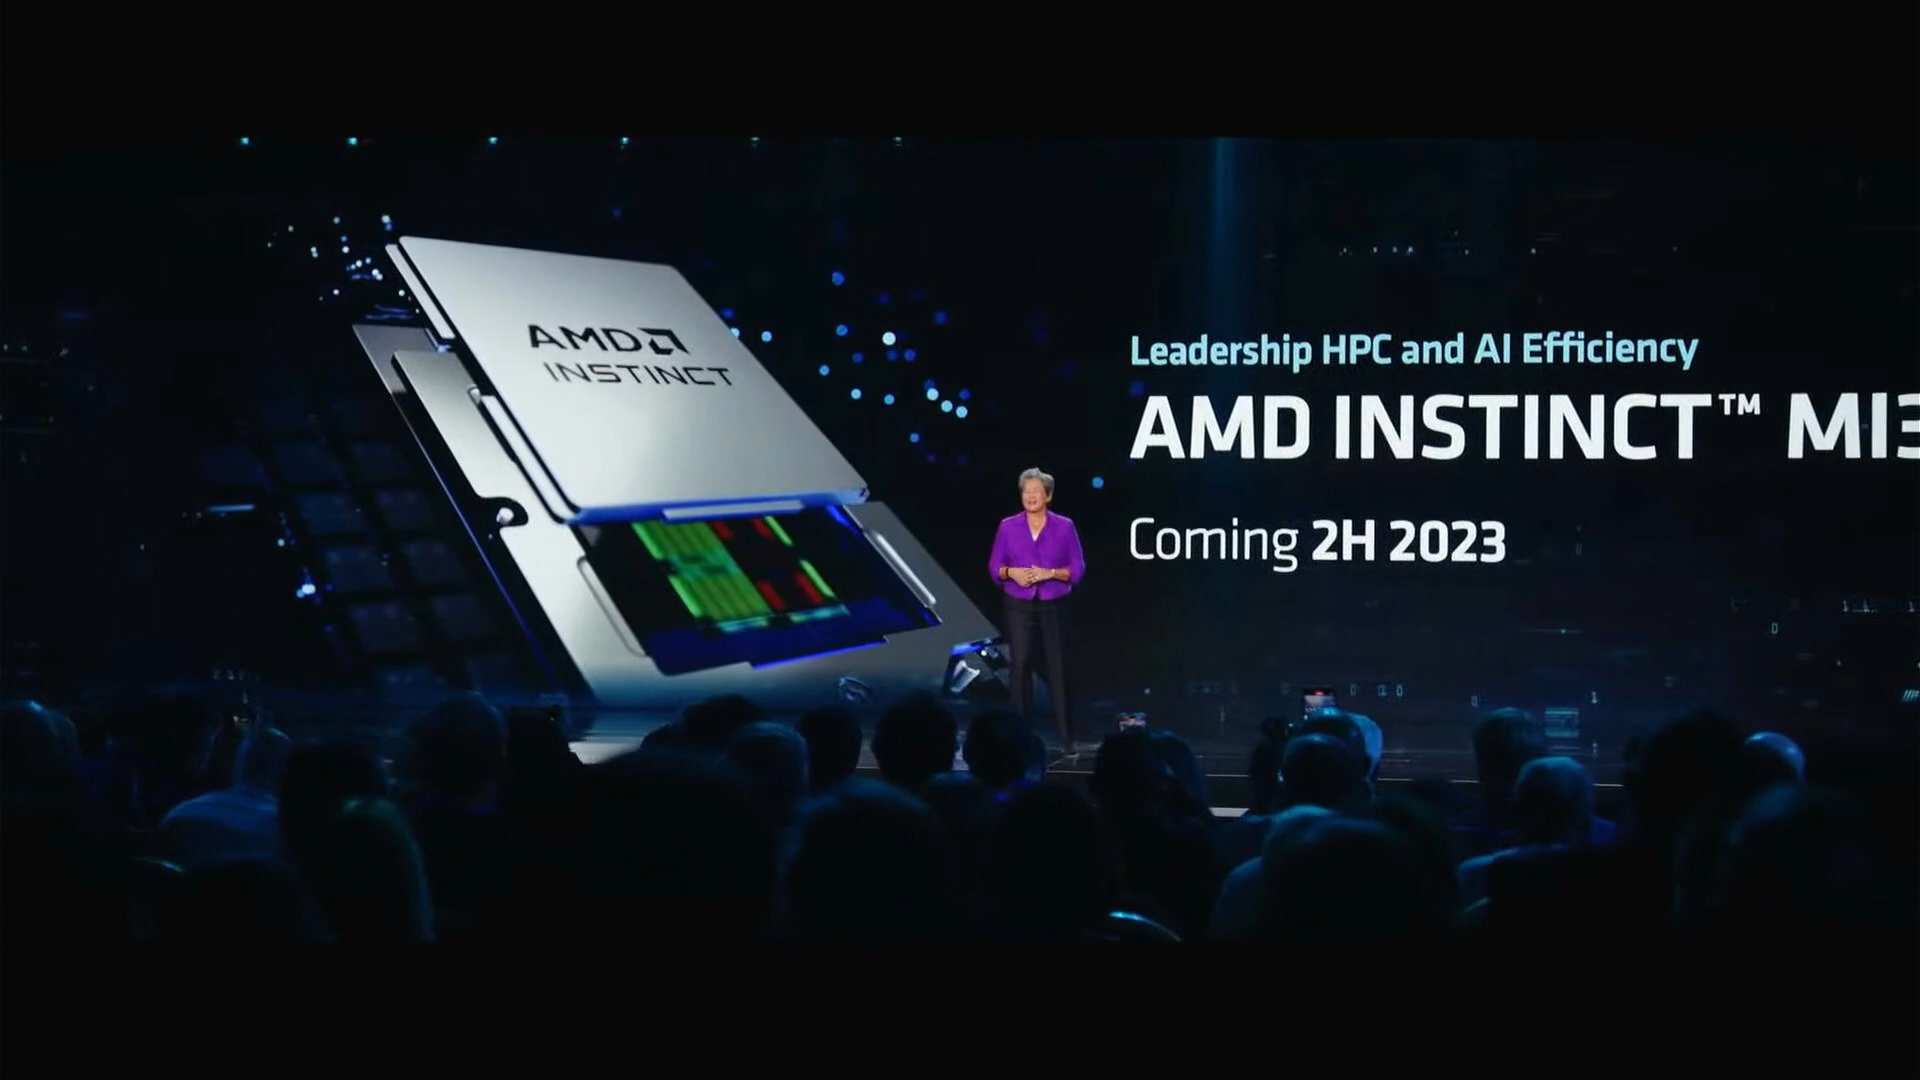 AMD
INSTINCT
Leadership HPC and AI Efficiency
AMD INSTINCT™ MI3
Coming 2H 2023